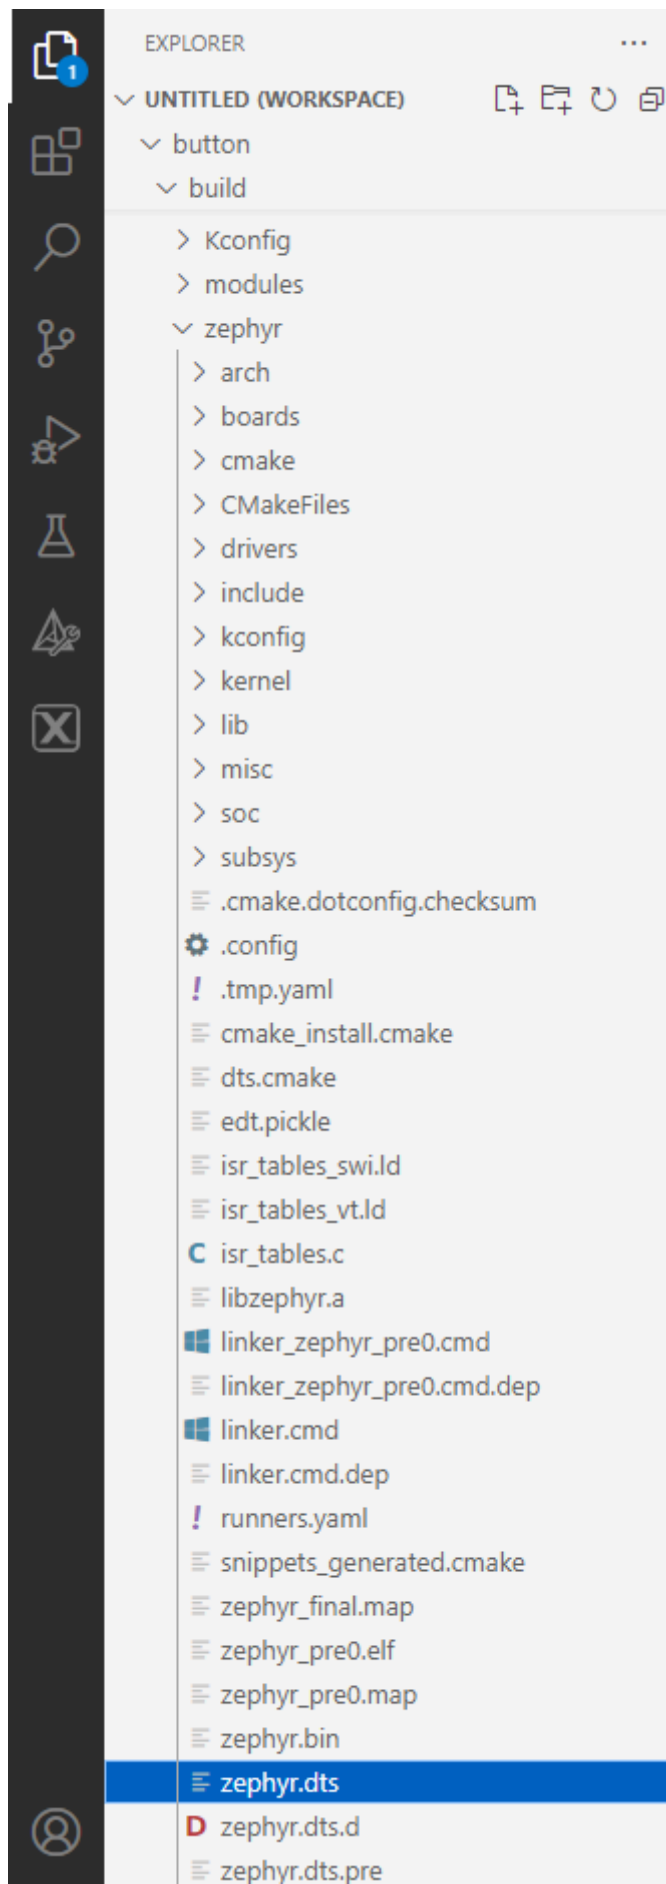 EXPLORER
1
UNTITLED (WORKSPACE)
button
build
Kconfig
modules
zephyr
arch
boards
cmake
CMakeFiles
drivers
include
kconfig
kernel
lib
misc
soc
subsys
.cmake.dotconfig.checksum
.config
! .tmp.yaml
cmake_install.cmake
dts.cmake
edt.pickle
isr_tables_swi.ld
isr_tables_vt.ld
C isr_tables.c
libzephyr.a
linker_zephyr_pre0.cmd
linker_zephyr_pre0.cmd.dep
linker.cmd
linker.cmd.dep
! runners.yaml
snippets_generated.cmake
zephyr_final.map
zephyr_pre0.elf
zephyr_pre0.map
zephyr.bin
zephyr.dts
D zephyr.dts.d
zephyr.dts.pre